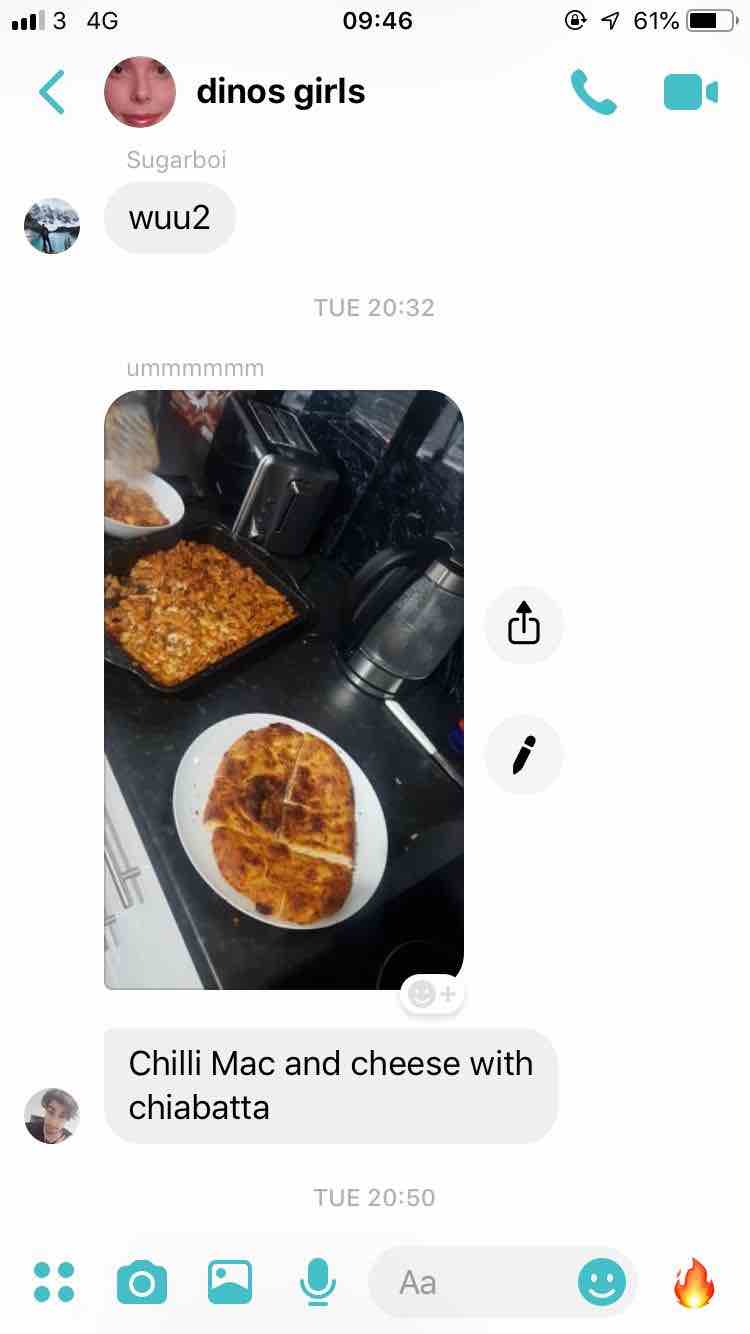 3 4G 09:46 61%
dinos girls
Sugarboi
wuu2
TUE 20:32
ummmmmm
Chilli Mac and cheese with
chiabatta
TUE 20:50
Aa